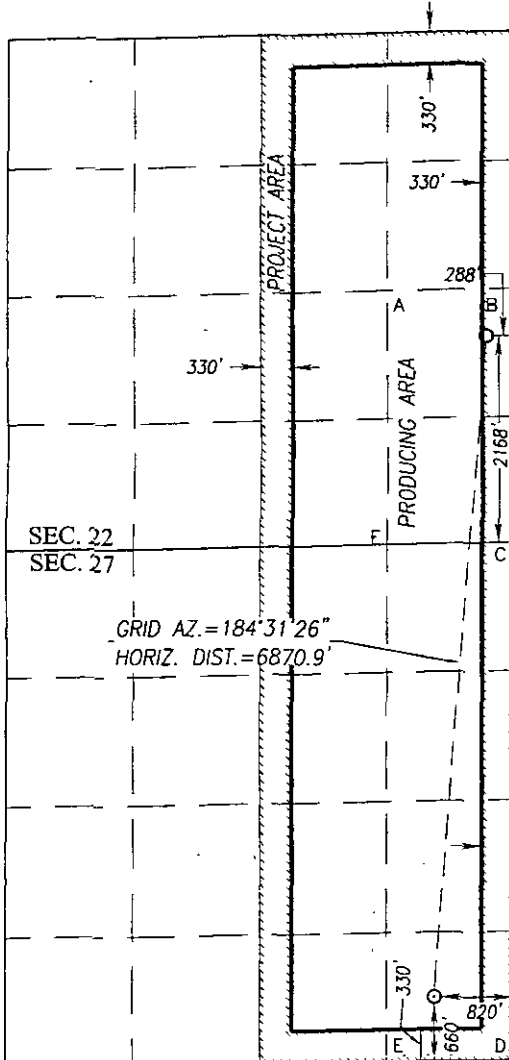 330'
330'
PROJECT AREA
288'
A
B
330'
PRODUCING AREA
2168'
SEC. 22
F
C
SEC. 27
GRID AZ.=184°31'26"
HORIZ. DIST.=6870.9'
330'
820'
660'
E
D